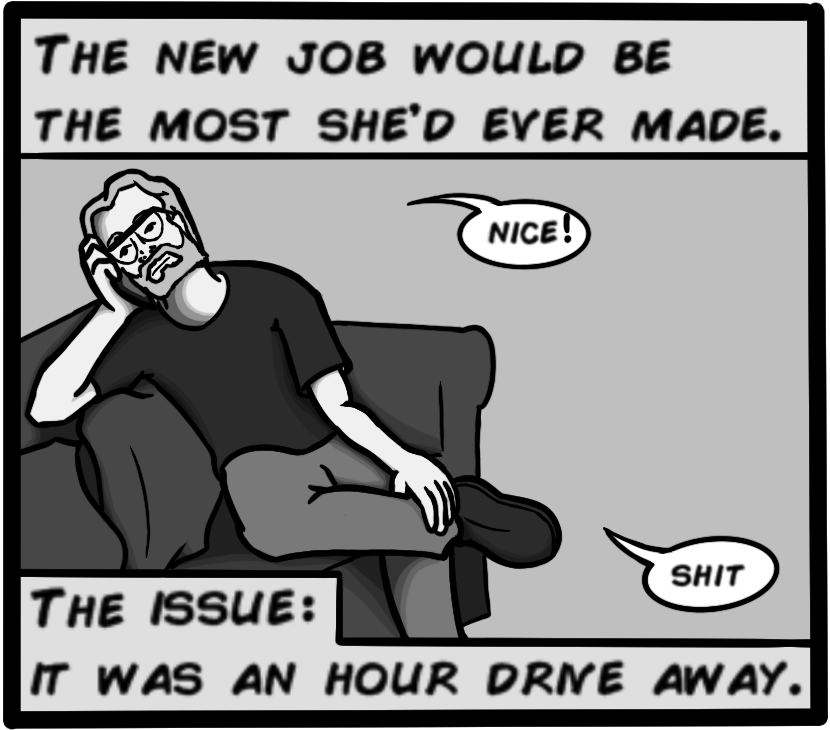 THE NEW JOB WOULD BE
THE MOST SHE'D EVER MADE.
NICE!
SHIT
THE ISSUE:
IT WAS AN HOUR DRIVE AWAY.